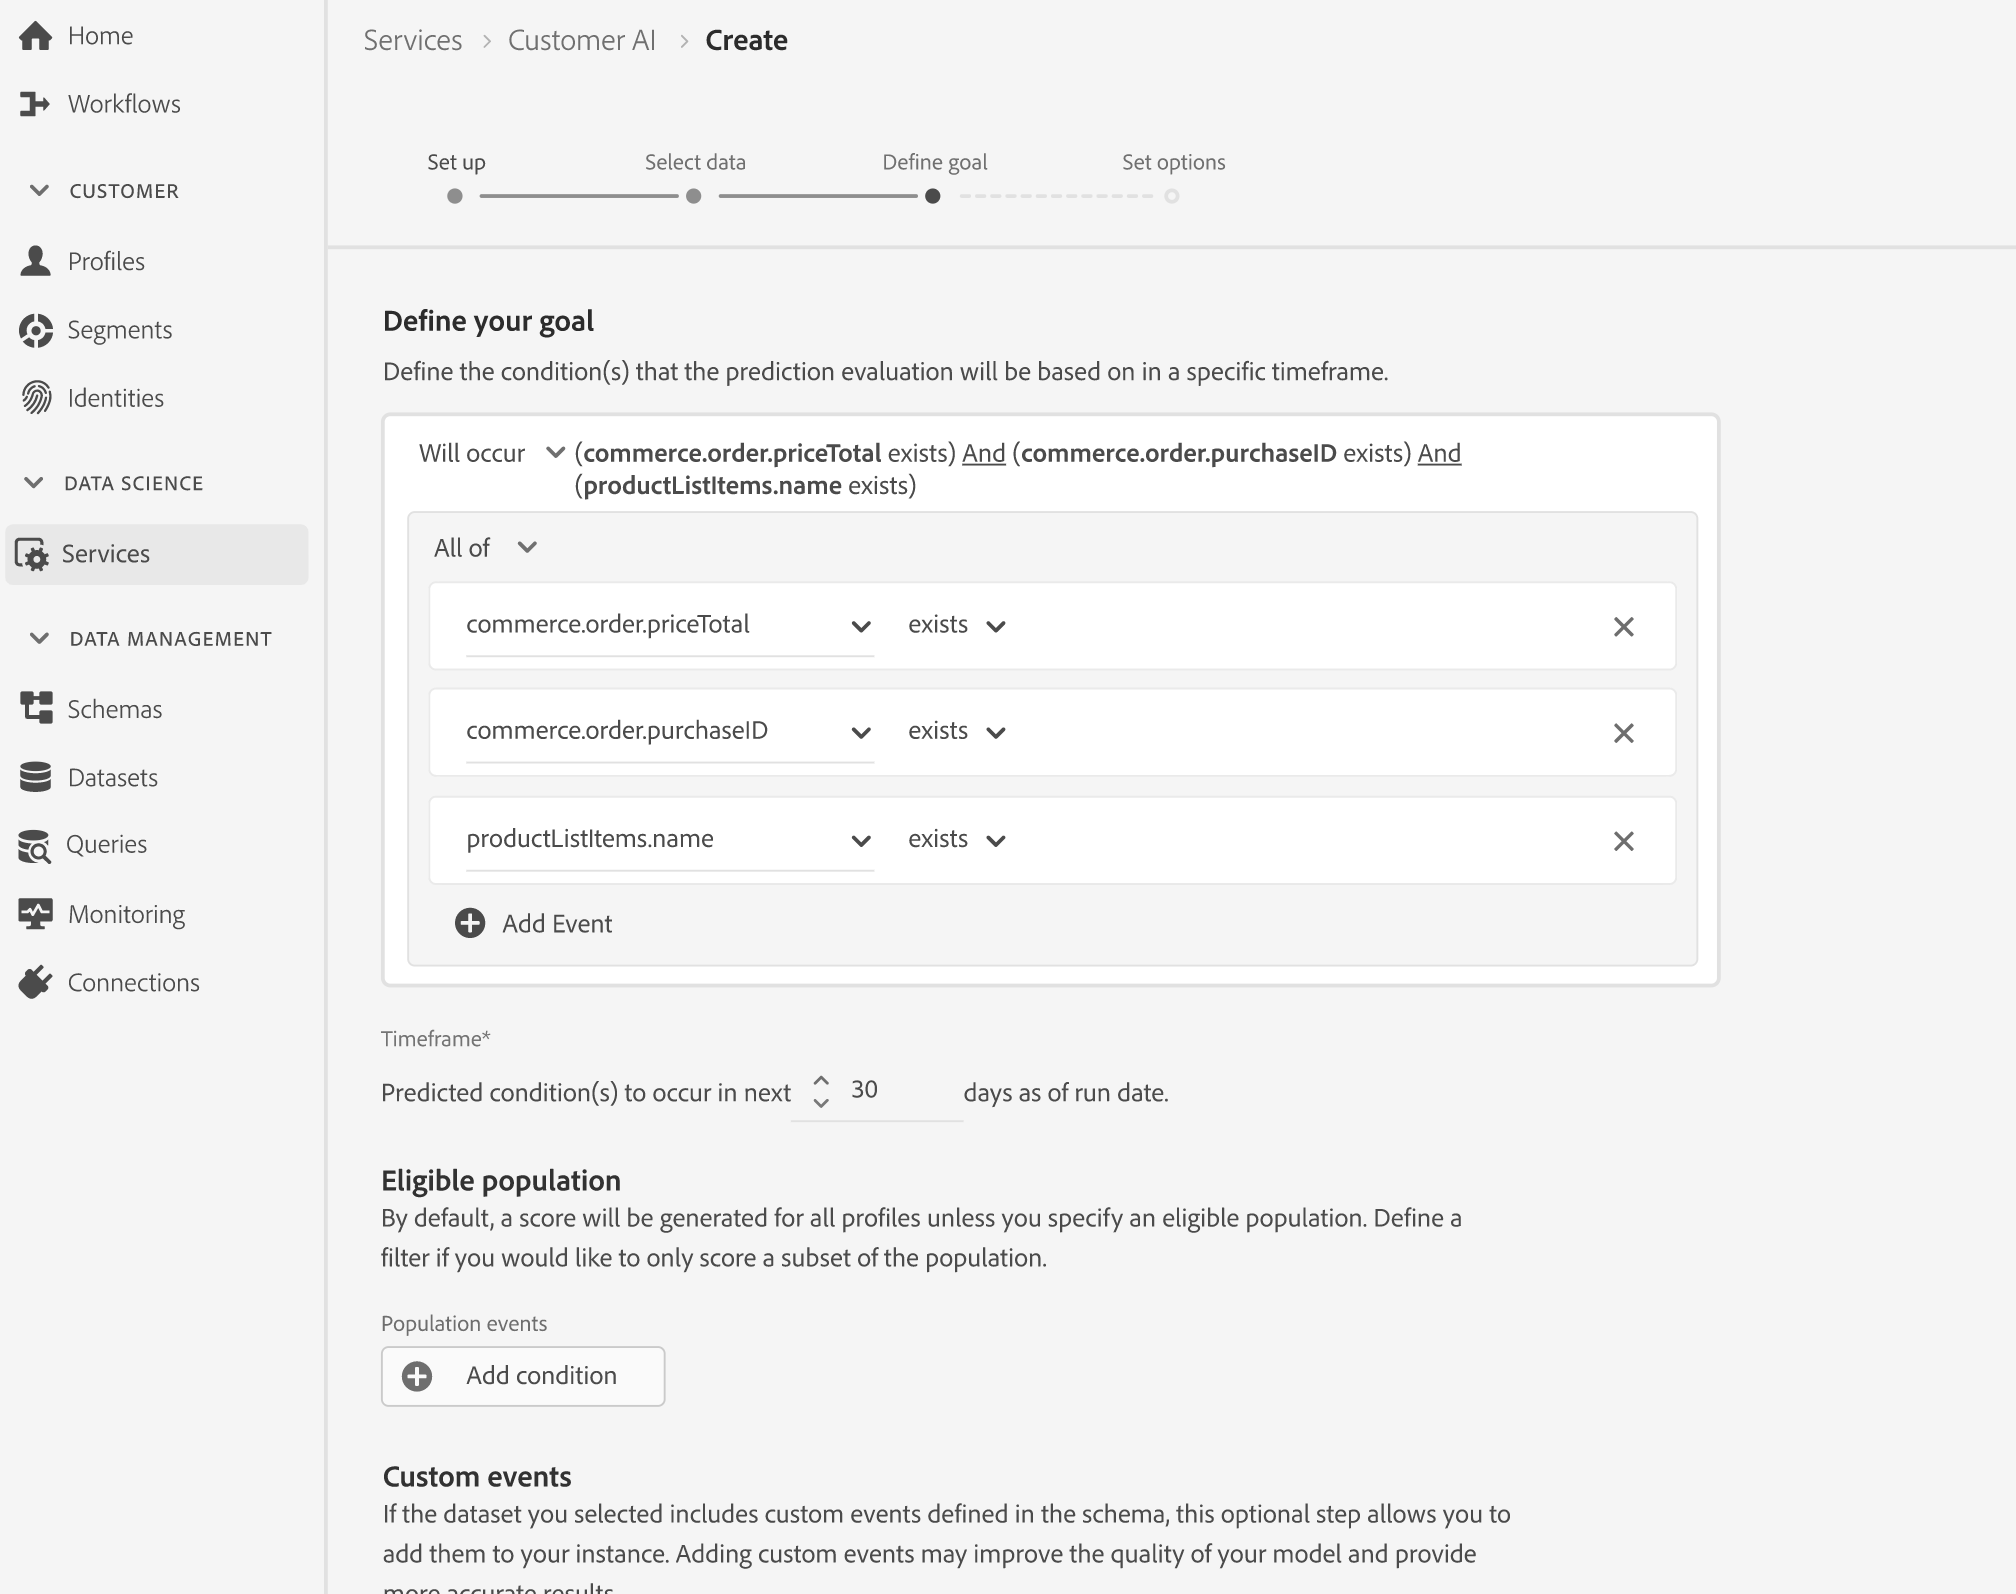 Home
Workflows
CUSTOMER
Profiles
Segments
Identities
DATA SCIENCE
Services
DATA MANAGEMENT
Schemas
Datasets
Queries
Monitoring
Connections
Services > Customer AI > Create
Set up Select data Define goal Set options
Define your goal
Define the condition(s) that the prediction evaluation will be based on in a specific timeframe.
Will occur (commerce.order.priceTotal exists) And (commerce.order.purchaseID exists) And
(productListItems.name exists)
All of
commerce.order.priceTotal exists
commerce.order.purchaseID exists
productListItems.name exists
Add Event
Timeframe*
Predicted condition(s) to occur in next 30 days as of run date.
Eligible population
By default, a score will be generated for all profiles unless you specify an eligible population. Define a
filter if you would like to only score a subset of the population.
Population events
Add condition
Custom events
If the dataset you selected includes custom events defined in the schema, this optional step allows you to
add them to your instance. Adding custom events may improve the quality of your model and provide
more accurate results.